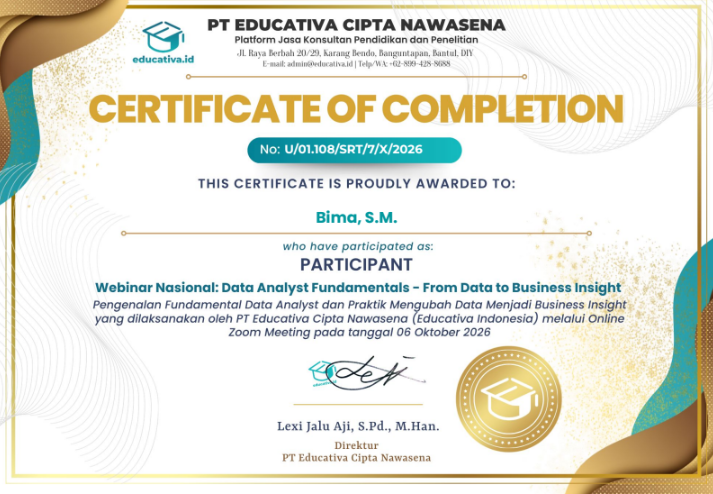 educativa.id
PT EDUCATIVA CIPTA NAWASENA
Platform Jasa Konsultan Pendidikan dan Penelitian
Jl. Raya Berbah 20/29, Karang Bendo, Banguntapan, Bantul, DIY
E-mail: admin@educativa.id | Telp/WA: +62-899-428-8688
CERTIFICATE OF COMPLETION
No: U/01.108/SRT/7/X/2026
THIS CERTIFICATE IS PROUDLY AWARDED TO:
Bima, S.M.
who have participated as:
PARTICIPANT
Webinar Nasional: Data Analyst Fundamentals - From Data to Business Insight
Pengenalan Fundamental Data Analyst dan Praktik Mengubah Data Menjadi Business Insight
yang dilaksanakan oleh PT Educativa Cipta Nawasena (Educativa Indonesia) melalui Online
Zoom Meeting pada tanggal 06 Oktober 2026
Lexi Jalu Aji, S.Pd., M.Han.
Direktur
PT Educativa Cipta Nawasena